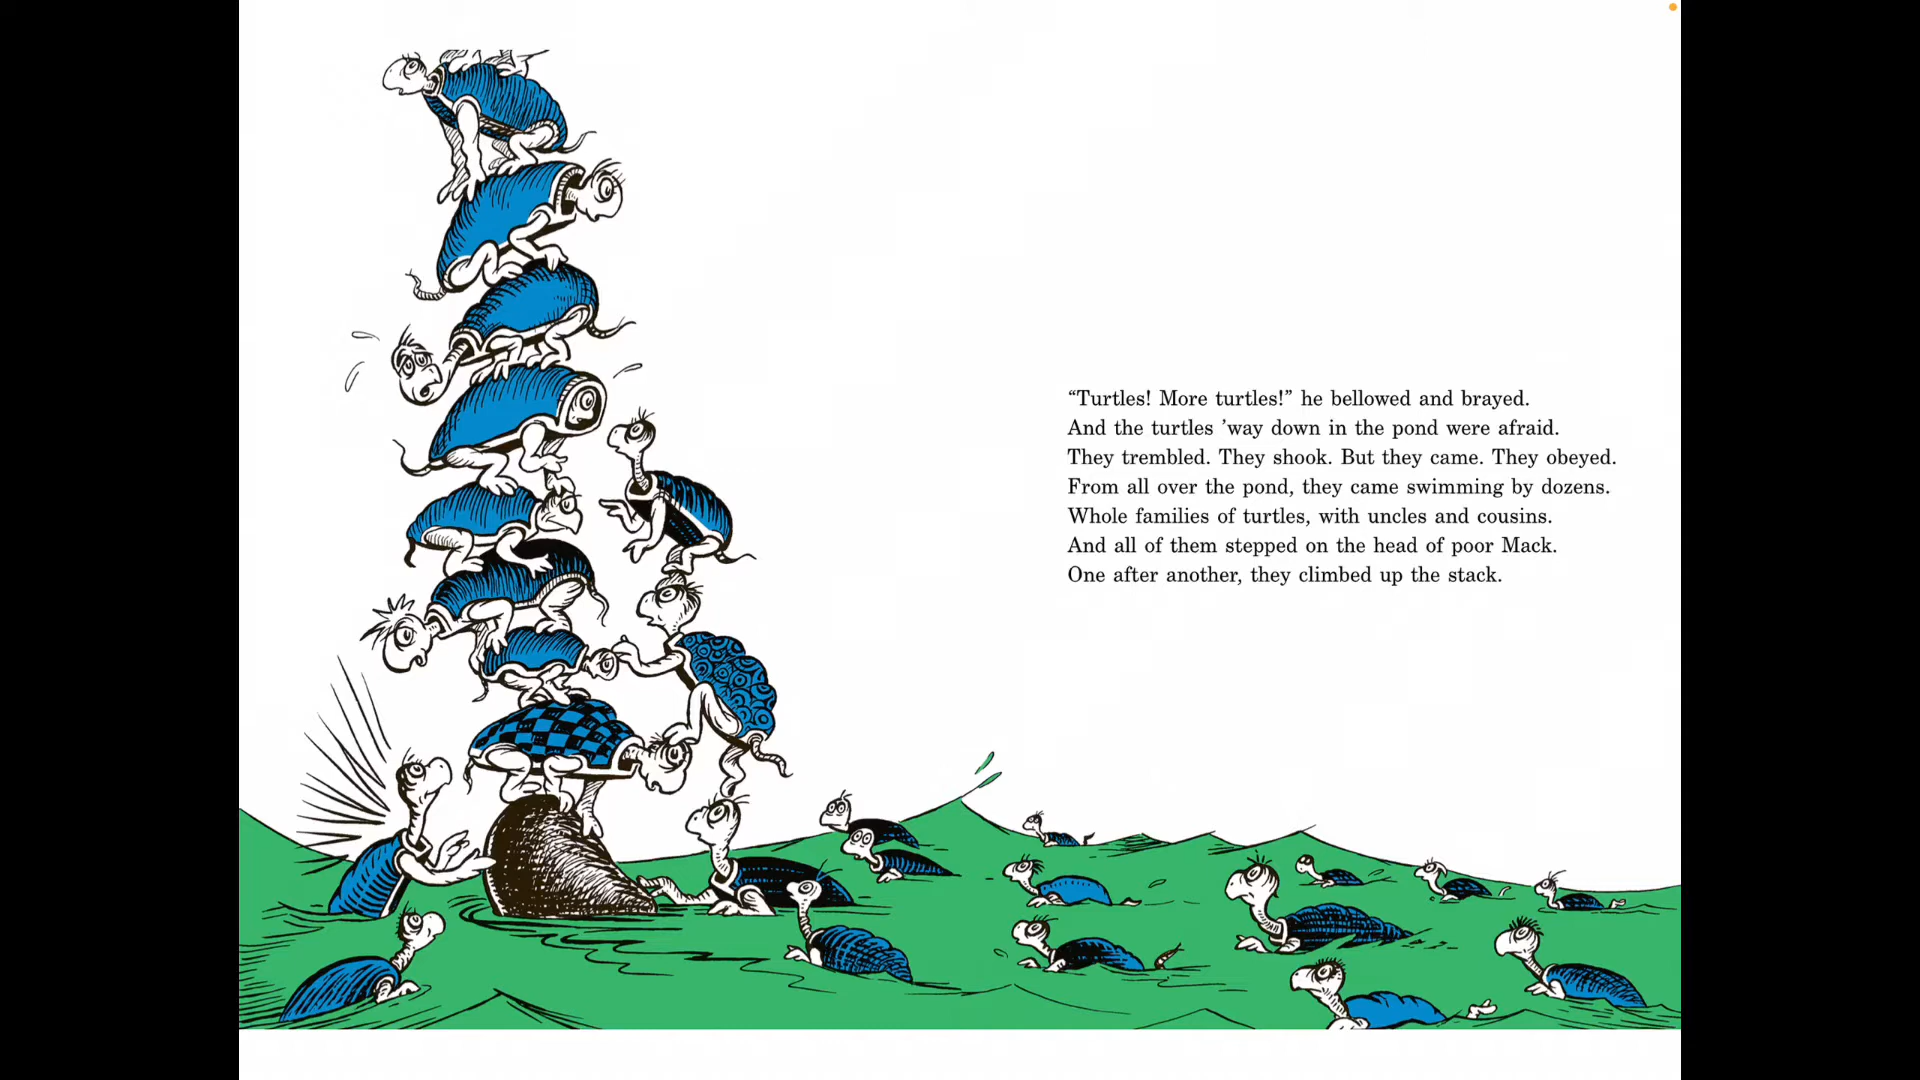 “Turtles! More turtles!” he bellowed and brayed.
And the turtles ’way down in the pond were afraid.
They trembled. They shook. But they came. They obeyed.
From all over the pond, they came swimming by dozens.
Whole families of turtles, with uncles and cousins.
And all of them stepped on the head of poor Mack.
One after another, they climbed up the stack.